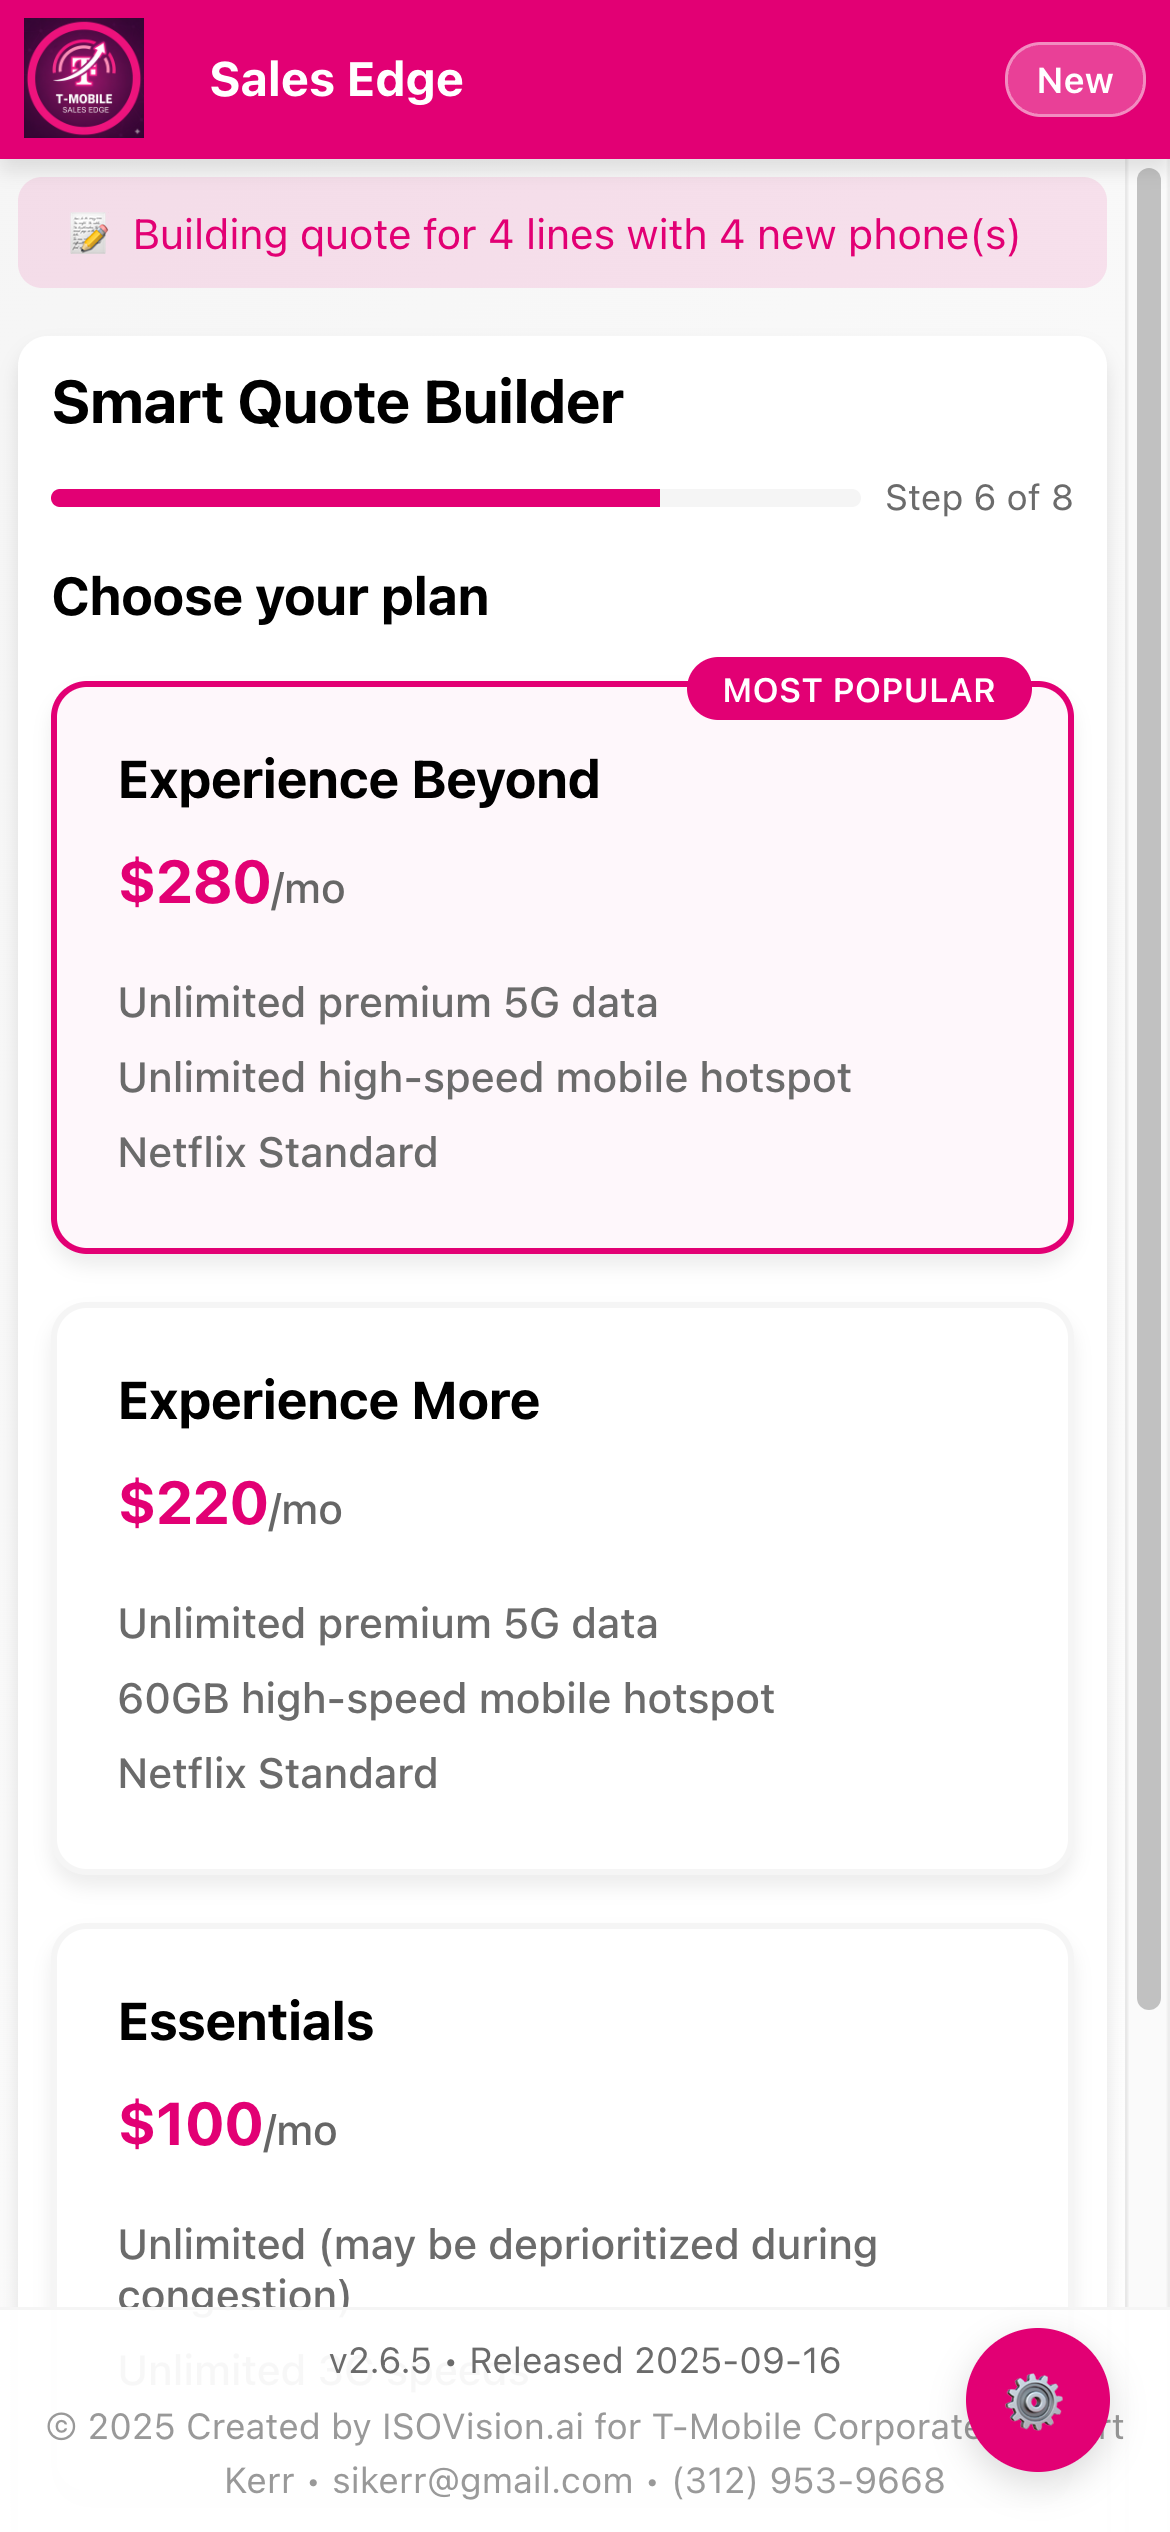 T-MOBILE
SALES EDGE
Sales Edge
New
📝 Building quote for 4 lines with 4 new phone(s)
Smart Quote Builder
Step 6 of 8
Choose your plan
MOST POPULAR
Experience Beyond
$280/mo
Unlimited premium 5G data
Unlimited high-speed mobile hotspot
Netflix Standard
Experience More
$220/mo
Unlimited premium 5G data
60GB high-speed mobile hotspot
Netflix Standard
Essentials
$100/mo
Unlimited (may be deprioritized during
congestion)
Unlimited speeds
v2.6.5 • Released 2025-09-16
© 2025 Created by ISOVision.ai for T-Mobile Corporate
Kerr • sikerr@gmail.com • (312) 953-9668